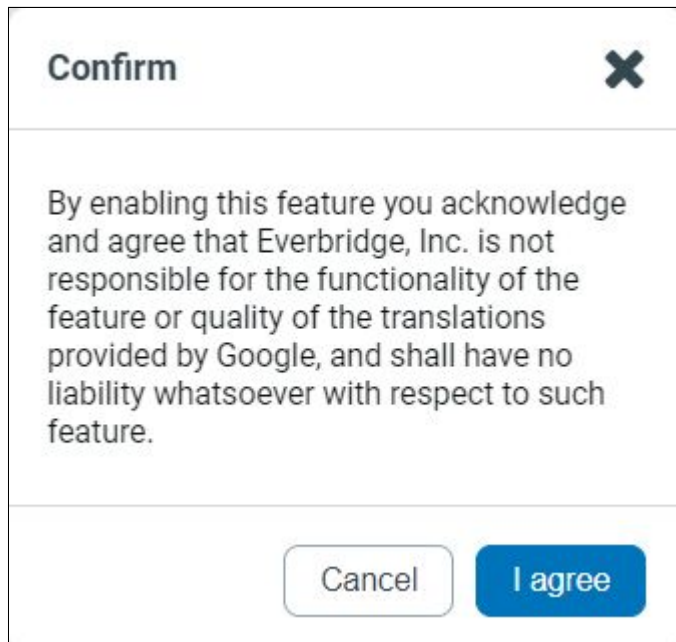 Confirm
By enabling this feature you acknowledge
and agree that Everbridge, Inc. is not
responsible for the functionality of the
feature or quality of the translations
provided by Google, and shall have no
liability whatsoever with respect to such
feature.
Cancel
I agree